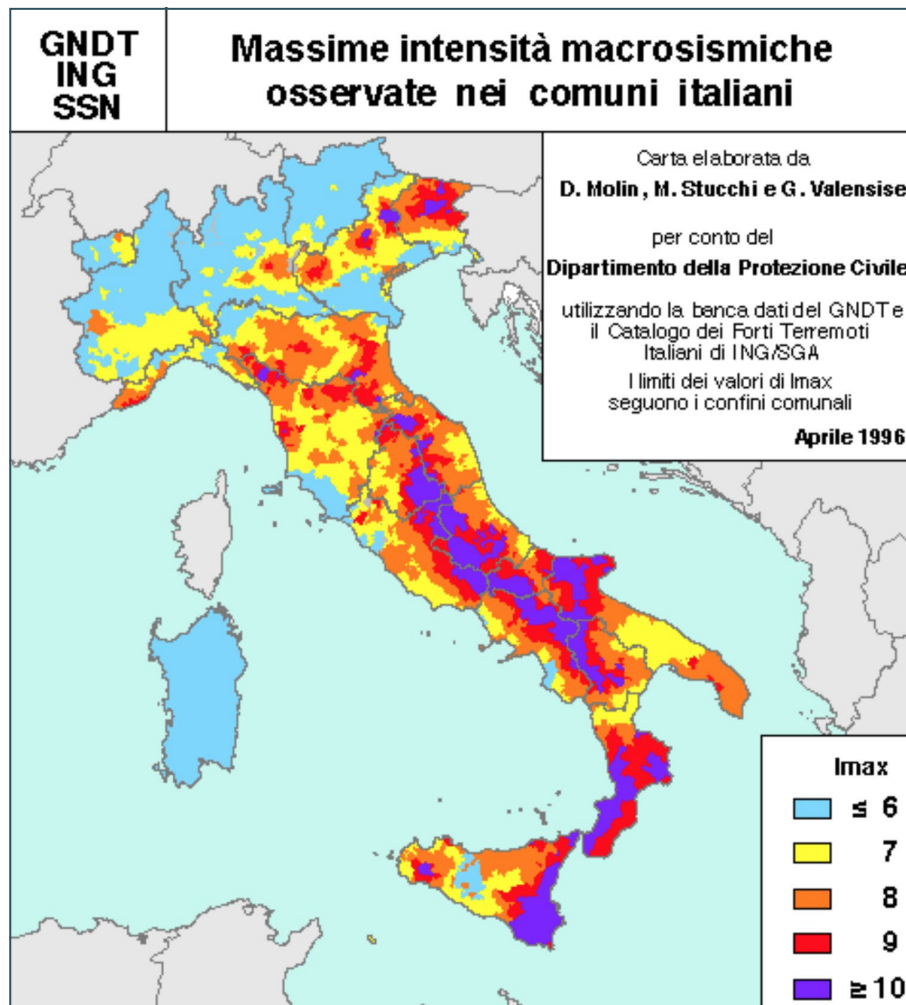 GNDT
ING
SSN
Massime intensità macrosismiche
osservate nei comuni italiani
Carta elaborata da
D. Molin, M. Stucchi e G. Valensise
per conto del
Dipartimento della Protezione Civile
utilizzando la banca dati del GNDT e
il Catalogo dei Forti Terremoti
Italiani di ING/SGA
I limiti dei valori di Imax
seguono i confini comunali
Aprile 1996
Imax
≤ 6
7
8
9
≥ 10